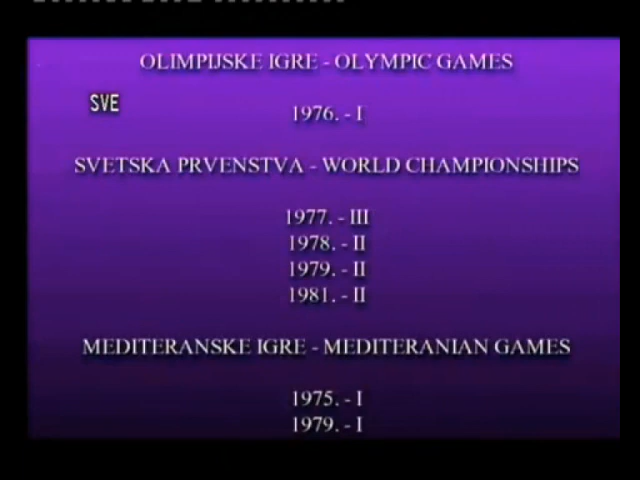 OLIMPIJSKE IGRE - OLYMPIC GAMES
SVE
1976. - I
SVETSKA PRVENSTVA - WORLD CHAMPIONSHIPS
1977. - III
1978. - II
1979. - II
1981. - II
MEDITERANSKE IGRE - MEDITERANIAN GAMES
1975. - I
1979. - I